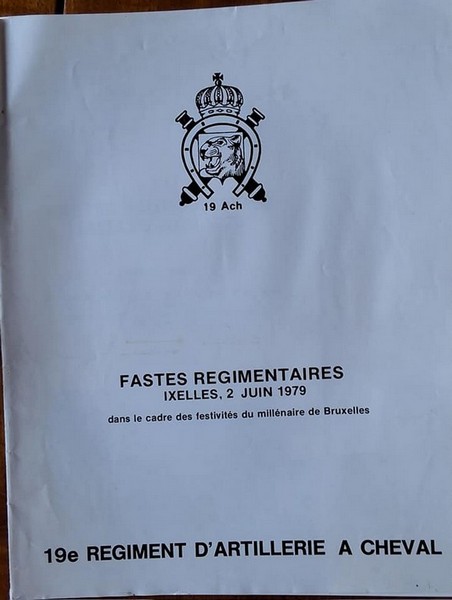 19 Ach
FASTES REGIMENTAIRES
IXELLES, 2 JUIN 1979
dans le cadre des festivités du millénaire de Bruxelles
19e REGIMENT D'ARTILLERIE A CHEVAL